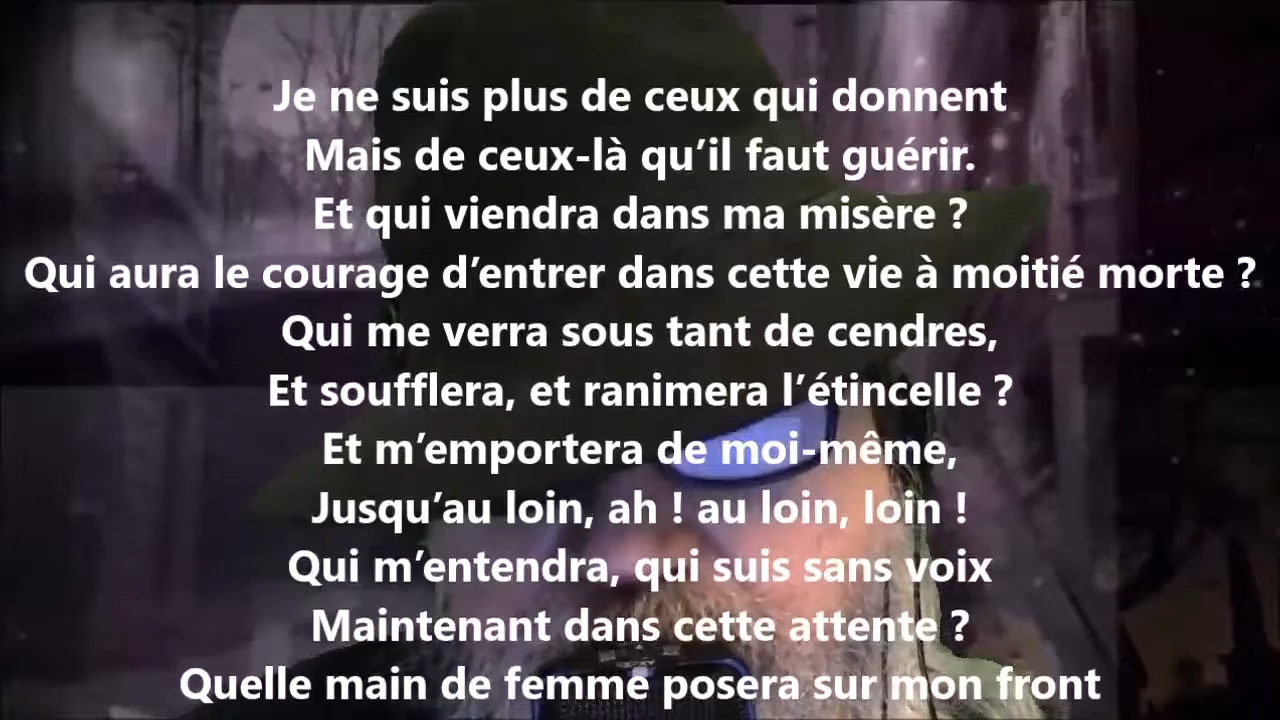 Je ne suis plus de ceux qui donnent
Mais de ceux-là qu’il faut guérir.
Et qui viendra dans ma misère ?
Qui aura le courage d’entrer dans cette vie à moitié morte ?
Qui me verra sous tant de cendres,
Et soufflera, et ranimera l’étincelle ?
Et m’emportera de moi-même,
Jusqu’au loin, ah ! au loin, loin !
Qui m’entendra, qui suis sans voix
Maintenant dans cette attente ?
Quelle main de femme posera sur mon front